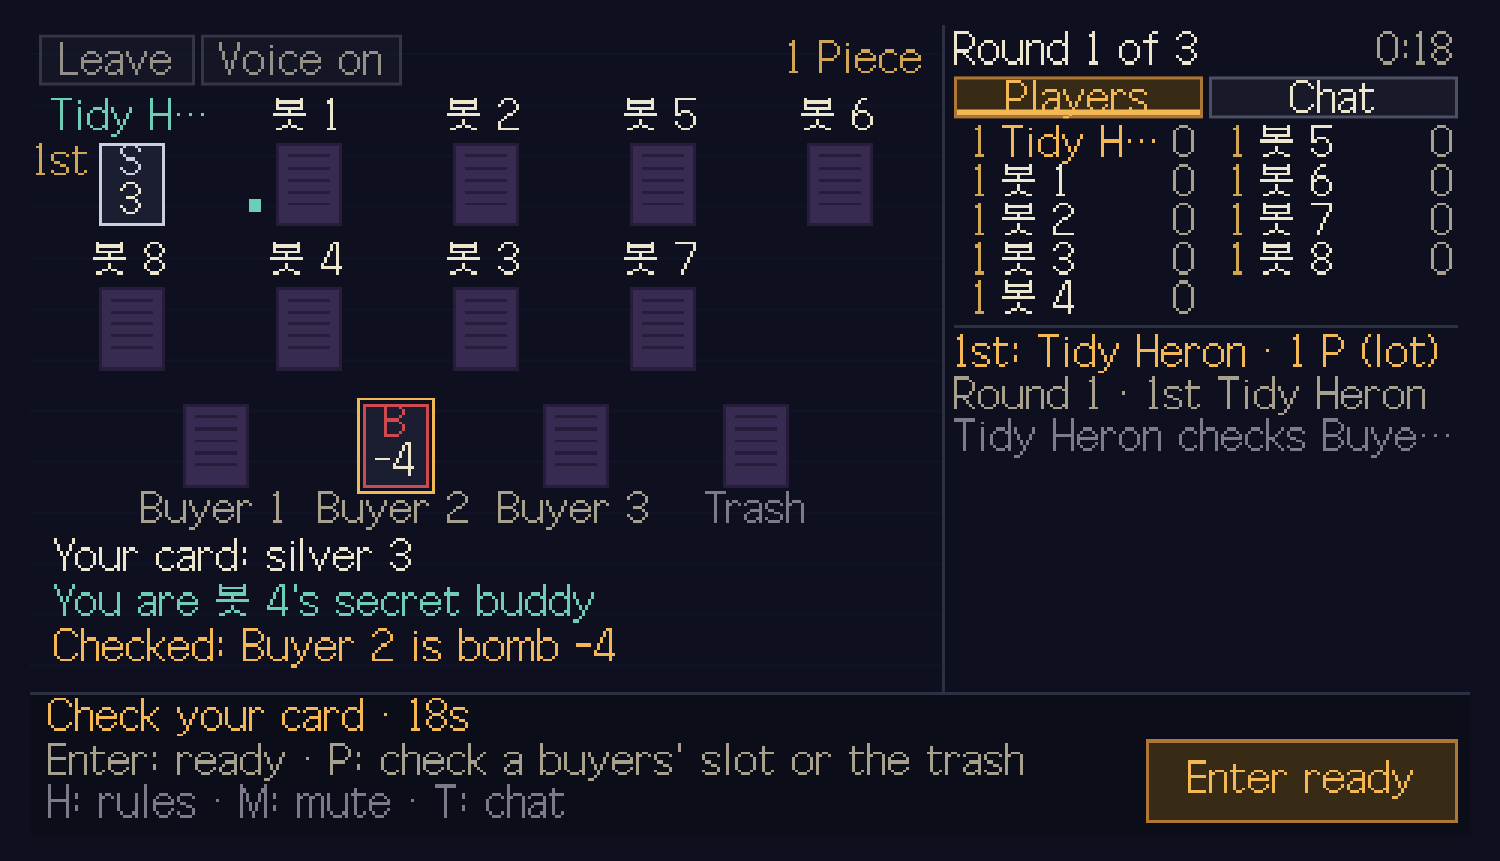 Leave Voice on 1 Piece
Tidy H··· 봇 1 봇 2 봇 5 봇 6
1st S 3
봇 8 봇 4 봇 3 봇 7
B -4
Buyer 1 Buyer 2 Buyer 3 Trash
Your card: silver 3
You are 봇 4's secret buddy
Checked: Buyer 2 is bomb -4
Round 1 of 3 0:18
Players Chat
1 Tidy H··· 0 1 봇 5 0
1 봇 1 0 1 봇 6 0
1 봇 2 0 1 봇 7 0
1 봇 3 0 1 봇 8 0
1 봇 4 0
1st: Tidy Heron · 1 P (lot)
Round 1 · 1st Tidy Heron
Tidy Heron checks Buye···
Check your card · 18s
Enter: ready · P: check a buyers' slot or the trash
H: rules · M: mute · T: chat
Enter ready